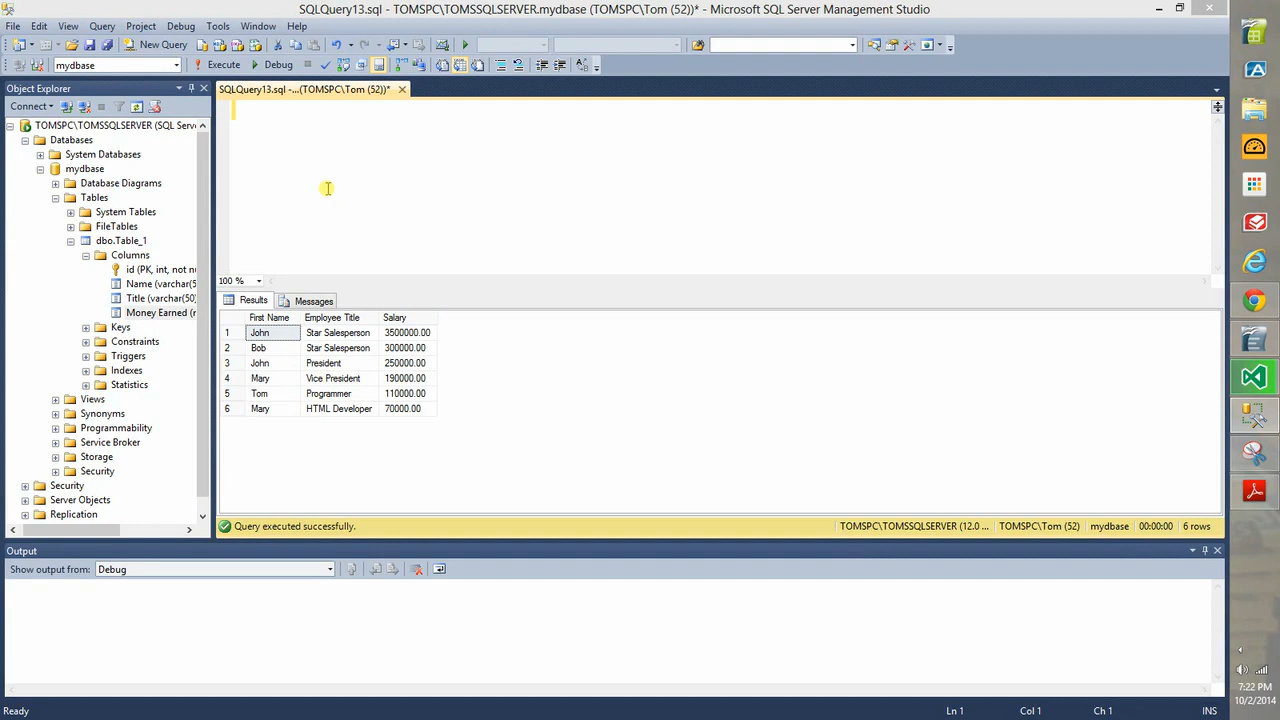 SQLQuery13.sql - TOMSPC\TOMSSQLSERVER.mydbase (TOMSPC\Tom (52))* - Microsoft SQL Server Management Studio
File Edit View Query Project Debug Tools Window Help
New Query
mydbase Execute Debug
Object Explorer
SQLQuery13.sql -...(TOMSPC\Tom (52))*
Connect
TOMSPC\TOMSSQLSERVER (SQL Serve
Databases
System Databases
mydbase
Database Diagrams
Tables
System Tables
FileTables
dbo.Table_1
Columns
id (PK, int, not nu
Name (varchar(5
Title (varchar(50)
Money Earned (r
Keys
Constraints
Triggers
Indexes
Statistics
Views
Synonyms
Programmability
Service Broker
Storage
Security
Security
Server Objects
Replication
100 %
Results Messages
First Name Employee Title Salary
1 John Star Salesperson 3500000.00
2 Bob Star Salesperson 300000.00
3 John President 250000.00
4 Mary Vice President 190000.00
5 Tom Programmer 110000.00
6 Mary HTML Developer 70000.00
Query executed successfully. TOMSPC\TOMSSQLSERVER (12.0 ... TOMSPC\Tom (52) mydbase 00:00:00 6 rows
Output
Show output from: Debug
Ready Ln 1 Col 1 Ch 1 INS
7:22 PM
10/2/2014